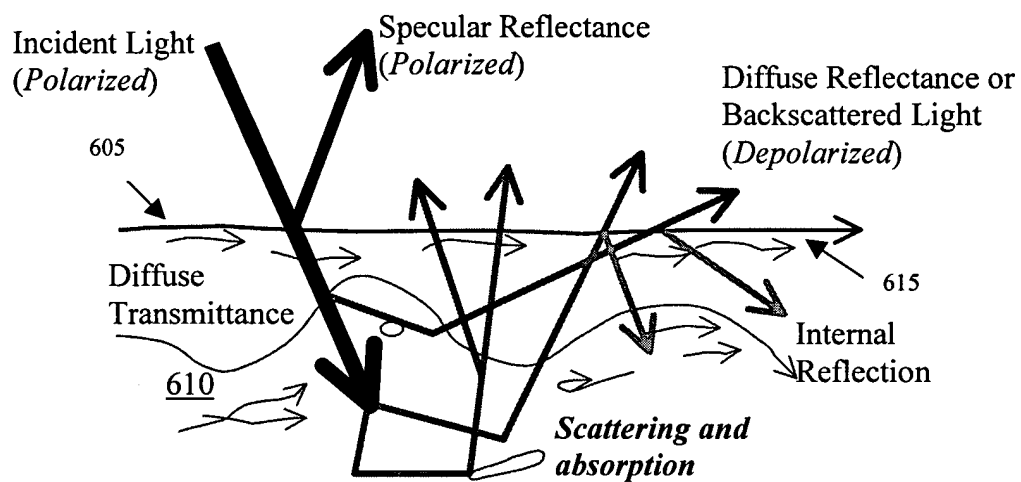 Incident Light
(Polarized)
Specular Reflectance
(Polarized)
Diffuse Reflectance or
Backscattered Light
(Depolarized)
605
Diffuse
Transmittance
615
Internal
Reflection
610
Scattering and
absorption